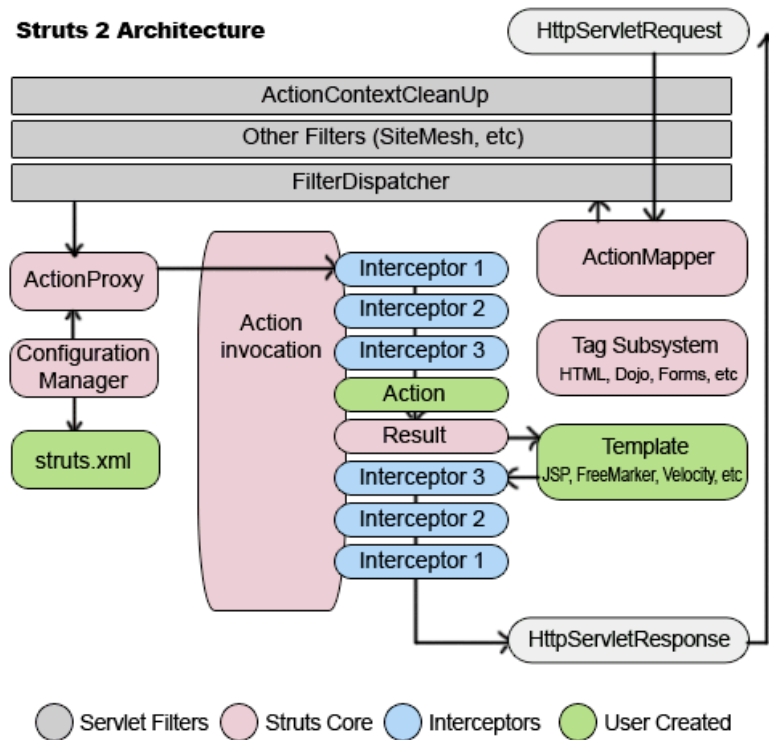 Struts 2 Architecture
HttpServletRequest
ActionContextCleanUp
Other Filters (SiteMesh, etc)
FilterDispatcher
ActionProxy
Configuration
Manager
struts.xml
Action
invocation
Interceptor 1
Interceptor 2
Interceptor 3
Action
Result
Interceptor 3
Interceptor 2
Interceptor 1
ActionMapper
Tag Subsystem
HTML, Dojo, Forms, etc
Template
JSP, FreeMarker, Velocity, etc
HttpServletResponse
Servlet Filters
Struts Core
Interceptors
User Created